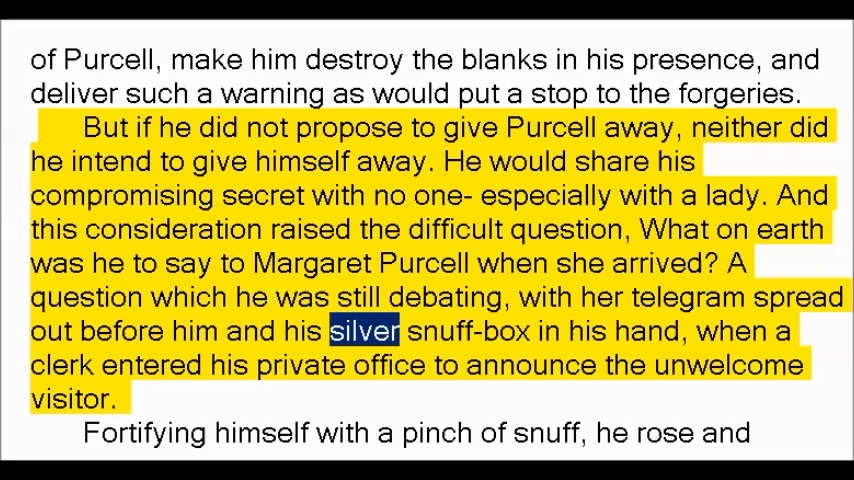 of Purcell, make him destroy the blanks in his presence, and
deliver such a warning as would put a stop to the forgeries.
But if he did not propose to give Purcell away, neither did
he intend to give himself away. He would share his
compromising secret with no one- especially with a lady. And
this consideration raised the difficult question, What on earth
was he to say to Margaret Purcell when she arrived? A
question which he was still debating, with her telegram spread
out before him and his silver snuff-box in his hand, when a
clerk entered his private office to announce the unwelcome
visitor.
Fortifying himself with a pinch of snuff, he rose and